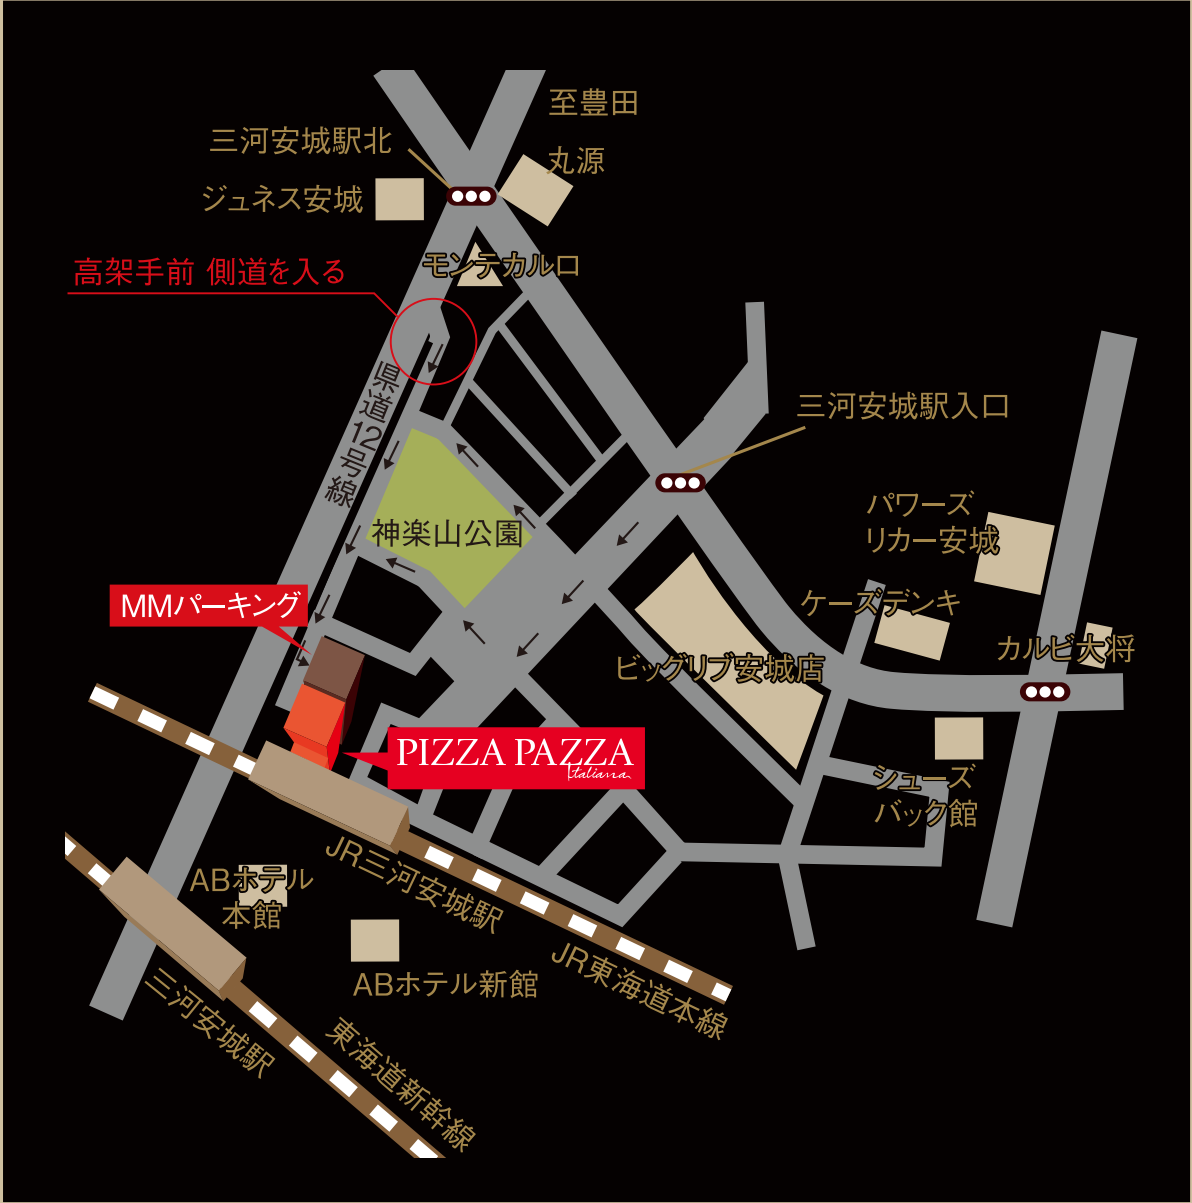 至豊田
三河安城駅北
丸源
ジュネス安城
モンテカルロ
高架手前 側道を入る
県道12号線
三河安城駅入口
パワーズ
リカー安城
神楽山公園
MMパーキング
ケーズデンキ
カルビ大将
ビッグリブ安城店
PIZZA PAZZA
Italiana
シューズ
バック館
JR三河安城駅
ABホテル
本館
ABホテル新館
JR東海道本線
三河安城駅
東海道新幹線